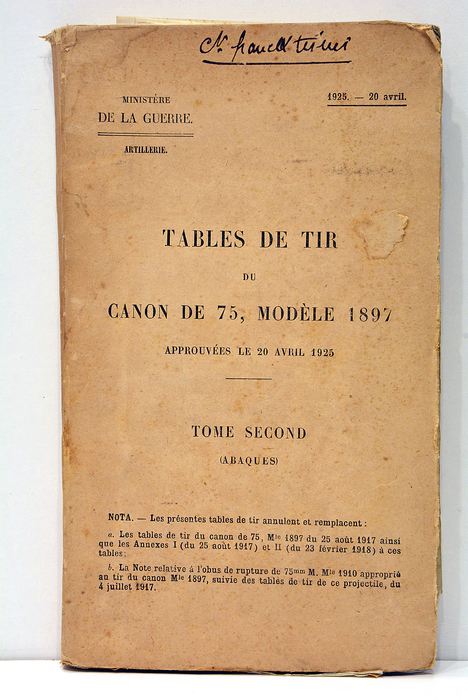 MINISTÈRE
DE LA GUERRE.
ARTILLERIE.
1925. — 20 avril.
TABLES DE TIR
DU
CANON DE 75, MODÈLE 1897
APPROUVÉES LE 20 AVRIL 1925
TOME SECOND
(ABAQUES)
NOTA. — Les présentes tables de tir annulent et remplacent :
a. Les tables de tir du canon de 75, Mle 1897 du 25 août 1917 ainsi
que les Annexes I (du 25 août 1917) et II (du 23 février 1918) à ces
tables;
b. La Note relative à l'obus de rupture de 75mm M. Mle 1910 approprié
au tir du canon Mle 1897, suivie des tables de tir de ce projectile, du
4 juillet 1917.